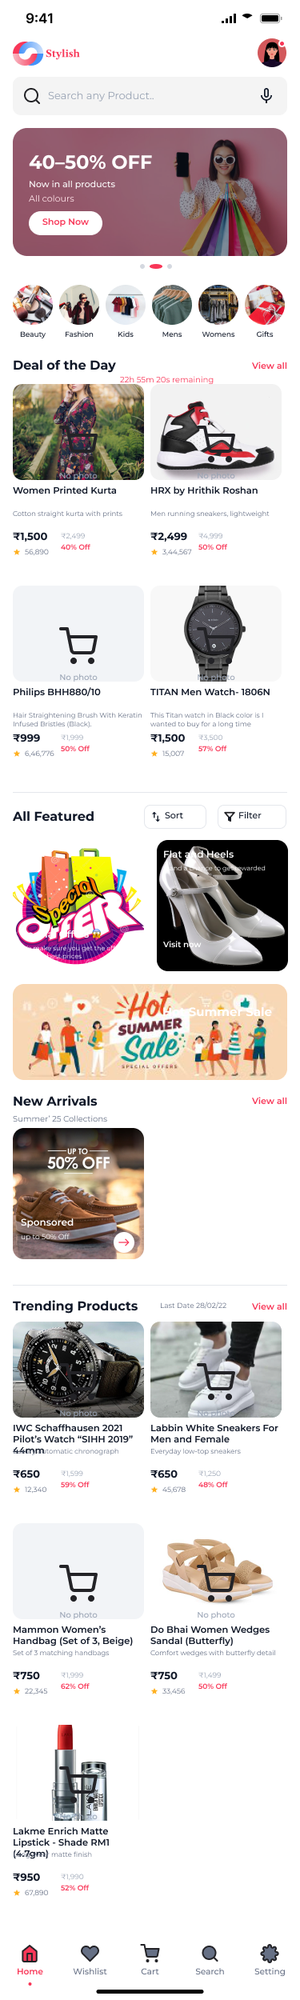 9:41
Stylish
Search any Product..
40–50% OFF
Now in all products
All colours
Shop Now
Beauty Fashion Kids Mens Womens Gifts
Deal of the Day
View all
22h 55m 20s remaining
No photo
Women Printed Kurta
Cotton straight kurta with prints.
₹1,500 ₹2,499
56,890 40% Off
No photo
HRX by Hrithik Roshan
Men running sneakers, lightweight
₹2,499 ₹4,999
3,44,567 50% Off
No photo
Philips BHH880/10
Hair Straightening Brush With Keratin
Infused Bristles (Black).
₹999 ₹1,999
6,46,776 50% Off
No photo
TITAN Men Watch- 1806N
This Titan watch in Black color is I
wanted to buy for a long time
₹1,500 ₹3,500
15,007 57% Off
All Featured
Sort
Filter
Special
OFFER
make sure you get the
prices
Flat and Heels
Visit now
Hot
SUMMER
Sale
SPECIAL OFFERS
Summer Sale
New Arrivals
View all
Summer' 25 Collections
UP TO
50% OFF
Sponsored
up to 50% Off
Trending Products
Last Date 28/02/22
View all
No photo
IWC Schaffhausen 2021
Pilot's Watch "SIHH 2019"
44mm
automatic chronograph
₹650 ₹1,599
12,340 59% Off
Labbin White Sneakers For
Men and Female
Everyday low-top sneakers
₹650 ₹1,250
45,678 48% Off
No photo
Mammon Women's
Handbag (Set of 3, Beige)
Set of 3 matching handbags
₹750 ₹1,999
22,345 62% Off
No photo
Do Bhai Women Wedges
Sandal (Butterfly)
Comfort wedges with butterfly detail
₹750 ₹1,499
33,456 50% Off
Lakme Enrich Matte
Lipstick - Shade RM1
(4.7gm)
matte finish
₹950 ₹1,990
67,890 52% Off
Home Wishlist Cart Search Setting